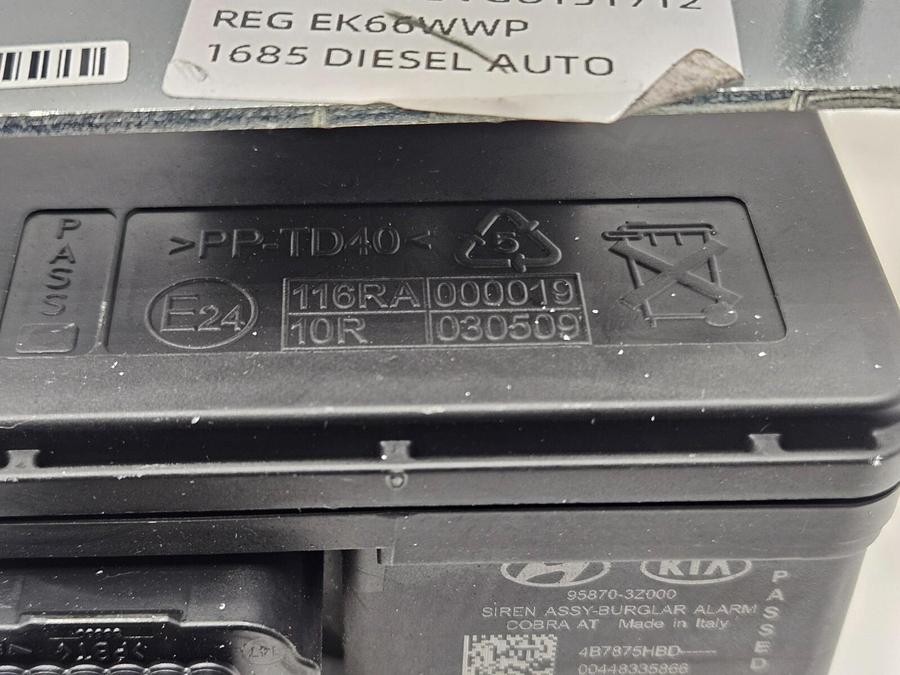 REG EK66WWP
1685 DIESEL AUTO
PASS
>PP-TD40<
5
E24
116RA 000019
10R 030509
KIA
95870-3Z000
SIREN ASSY-BURGLAR ALARM
COBRA AT Made in Italy
4B7875HBD------
00448335866
PASSED